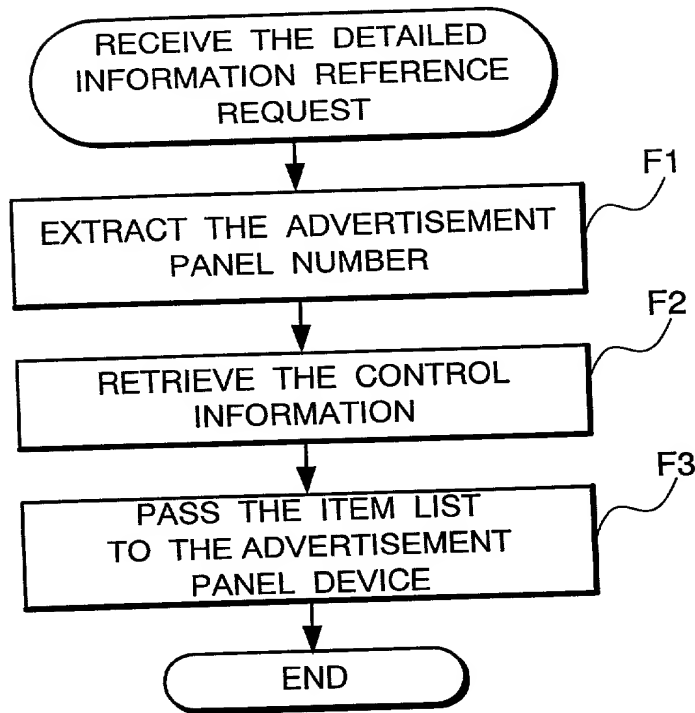 RECEIVE THE DETAILED
INFORMATION REFERENCE
REQUEST
F1
EXTRACT THE ADVERTISEMENT
PANEL NUMBER
F2
RETRIEVE THE CONTROL
INFORMATION
F3
PASS THE ITEM LIST
TO THE ADVERTISEMENT
PANEL DEVICE
END